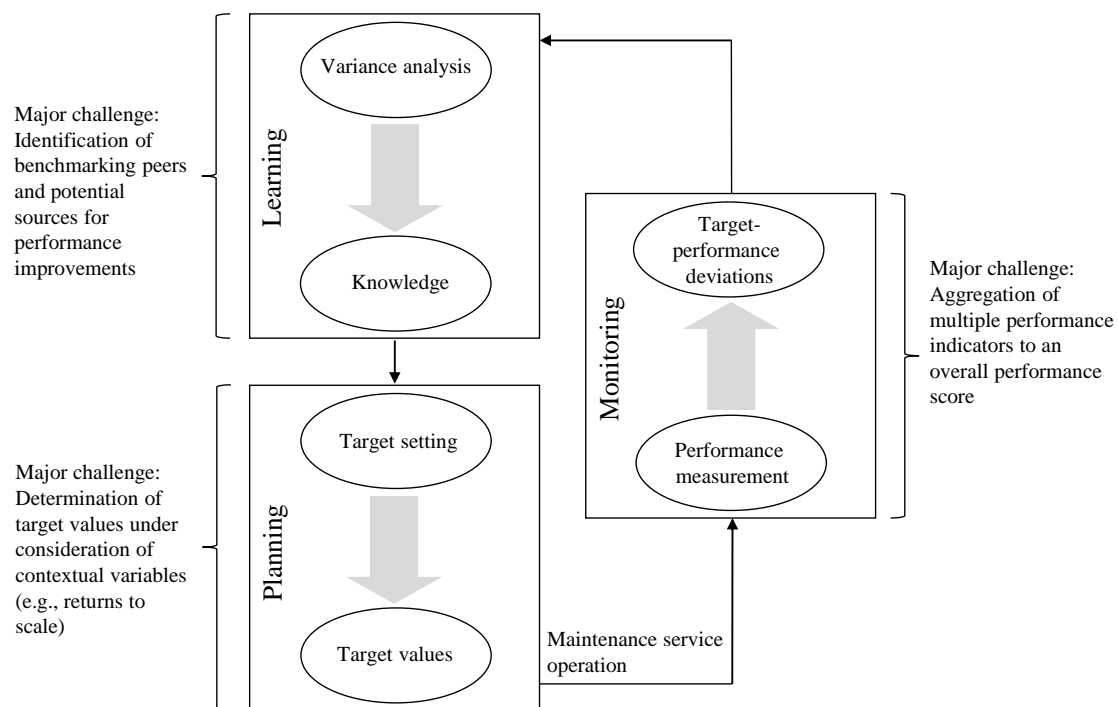 Variance analysis
Learning
Knowledge
Major challenge:
Identification of
benchmarking peers
and potential
sources for
performance
improvements
Target setting
Planning
Target values
Major challenge:
Determination of
target values under
consideration of
contextual variables
(e.g., returns to
scale)
Maintenance service
operation
Target-
performance
deviations
Monitoring
Performance
measurement
Major challenge:
Aggregation of
multiple performance
indicators to an
overall performance
score